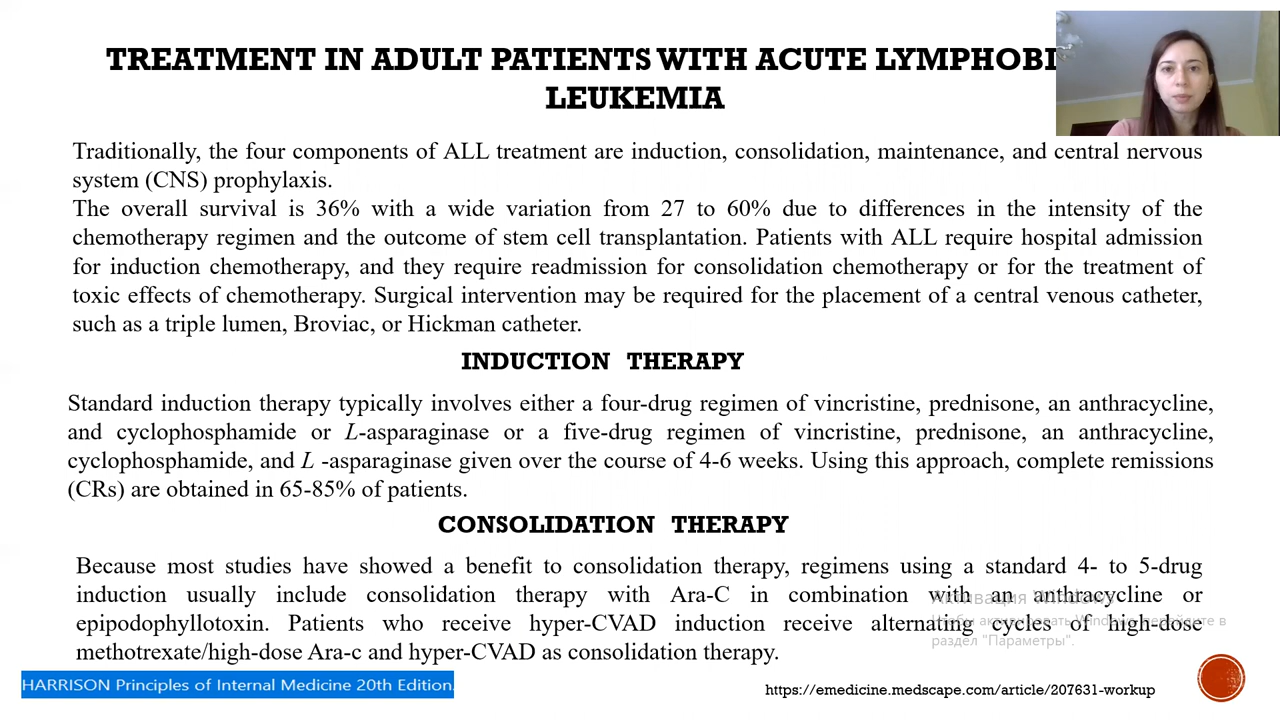 TREATMENT IN ADULT PATIENTS WITH ACUTE LYMPHOBL
LEUKEMIA
Traditionally, the four components of ALL treatment are induction, consolidation, maintenance, and central nervous
system (CNS) prophylaxis.
The overall survival is 36% with a wide variation from 27 to 60% due to differences in the intensity of the
chemotherapy regimen and the outcome of stem cell transplantation. Patients with ALL require hospital admission
for induction chemotherapy, and they require readmission for consolidation chemotherapy or for the treatment of
toxic effects of chemotherapy. Surgical intervention may be required for the placement of a central venous catheter,
such as a triple lumen, Broviac, or Hickman catheter.
INDUCTION THERAPY
Standard induction therapy typically involves either a four-drug regimen of vincristine, prednisone, an anthracycline,
and cyclophosphamide or L-asparaginase or a five-drug regimen of vincristine, prednisone, an anthracycline,
cyclophosphamide, and L -asparaginase given over the course of 4-6 weeks. Using this approach, complete remissions
(CRs) are obtained in 65-85% of patients.
CONSOLIDATION THERAPY
Because most studies have showed a benefit to consolidation therapy, regimens using a standard 4- to 5-drug
induction usually include consolidation therapy with Ara-C in combination with an anthracycline or
epipodophyllotoxin. Patients who receive hyper-CVAD induction receive alternating cycles of high-dose
methotrexate/high-dose Ara-c and hyper-CVAD as consolidation therapy.
Активация Windows
Чтобы активировать Windows, перейдите в
раздел "Параметры".
HARRISON Principles of Internal Medicine 20th Edition.
https://emedicine.medscape.com/article/207631-workup